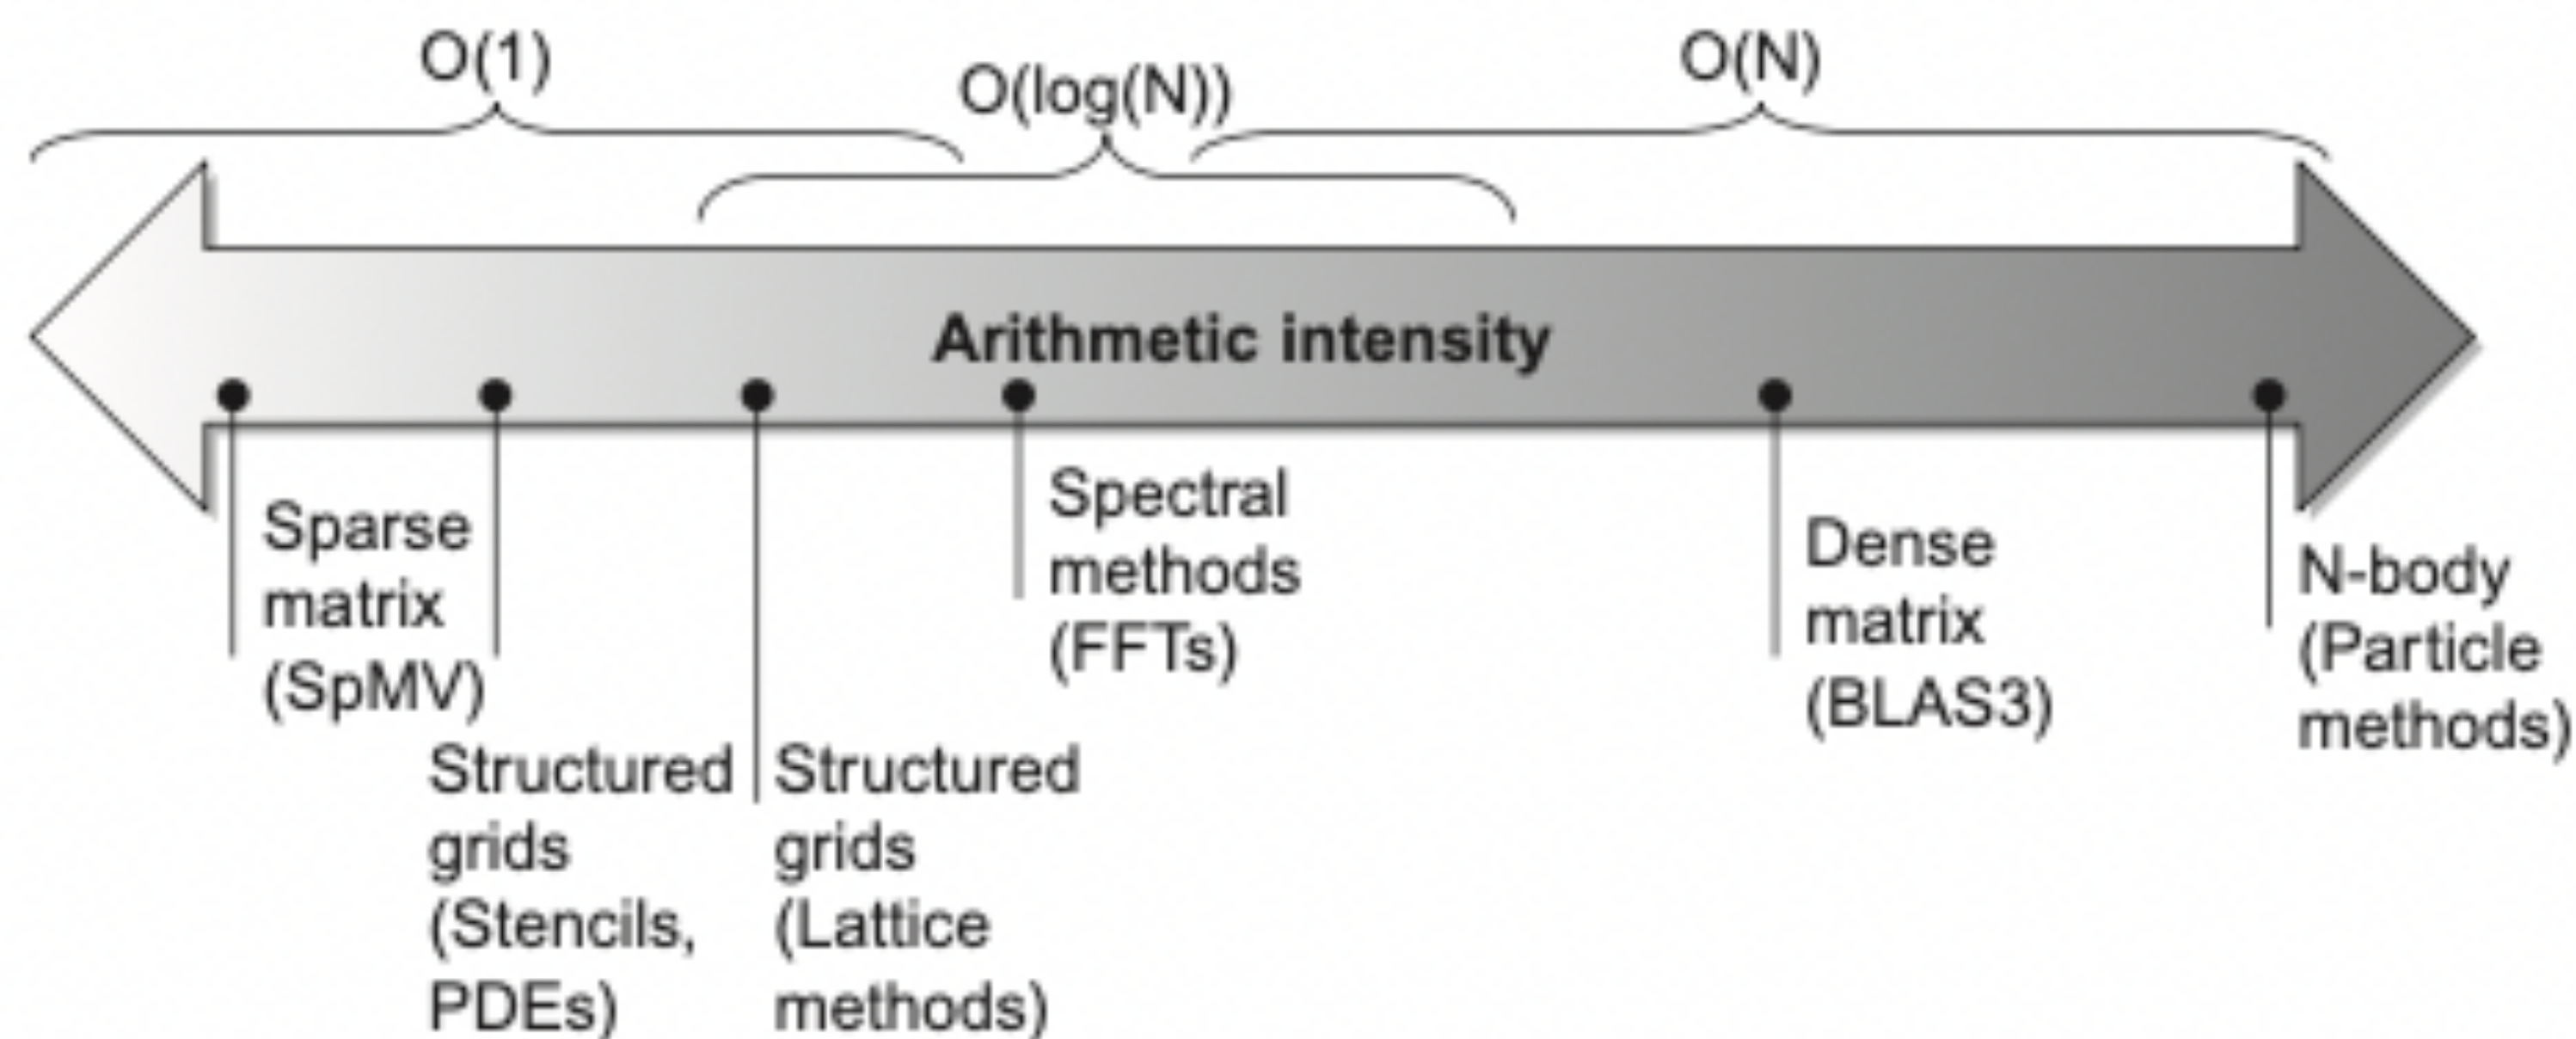 O(1)
O(log(N))
O(N)
Arithmetic intensity
Sparse
matrix
(SpMV)
Structured
grids
(Stencils,
PDEs)
Structured
grids
(Lattice
methods)
Spectral
methods
(FFTs)
Dense
matrix
(BLAS3)
N-body
(Particle
methods)